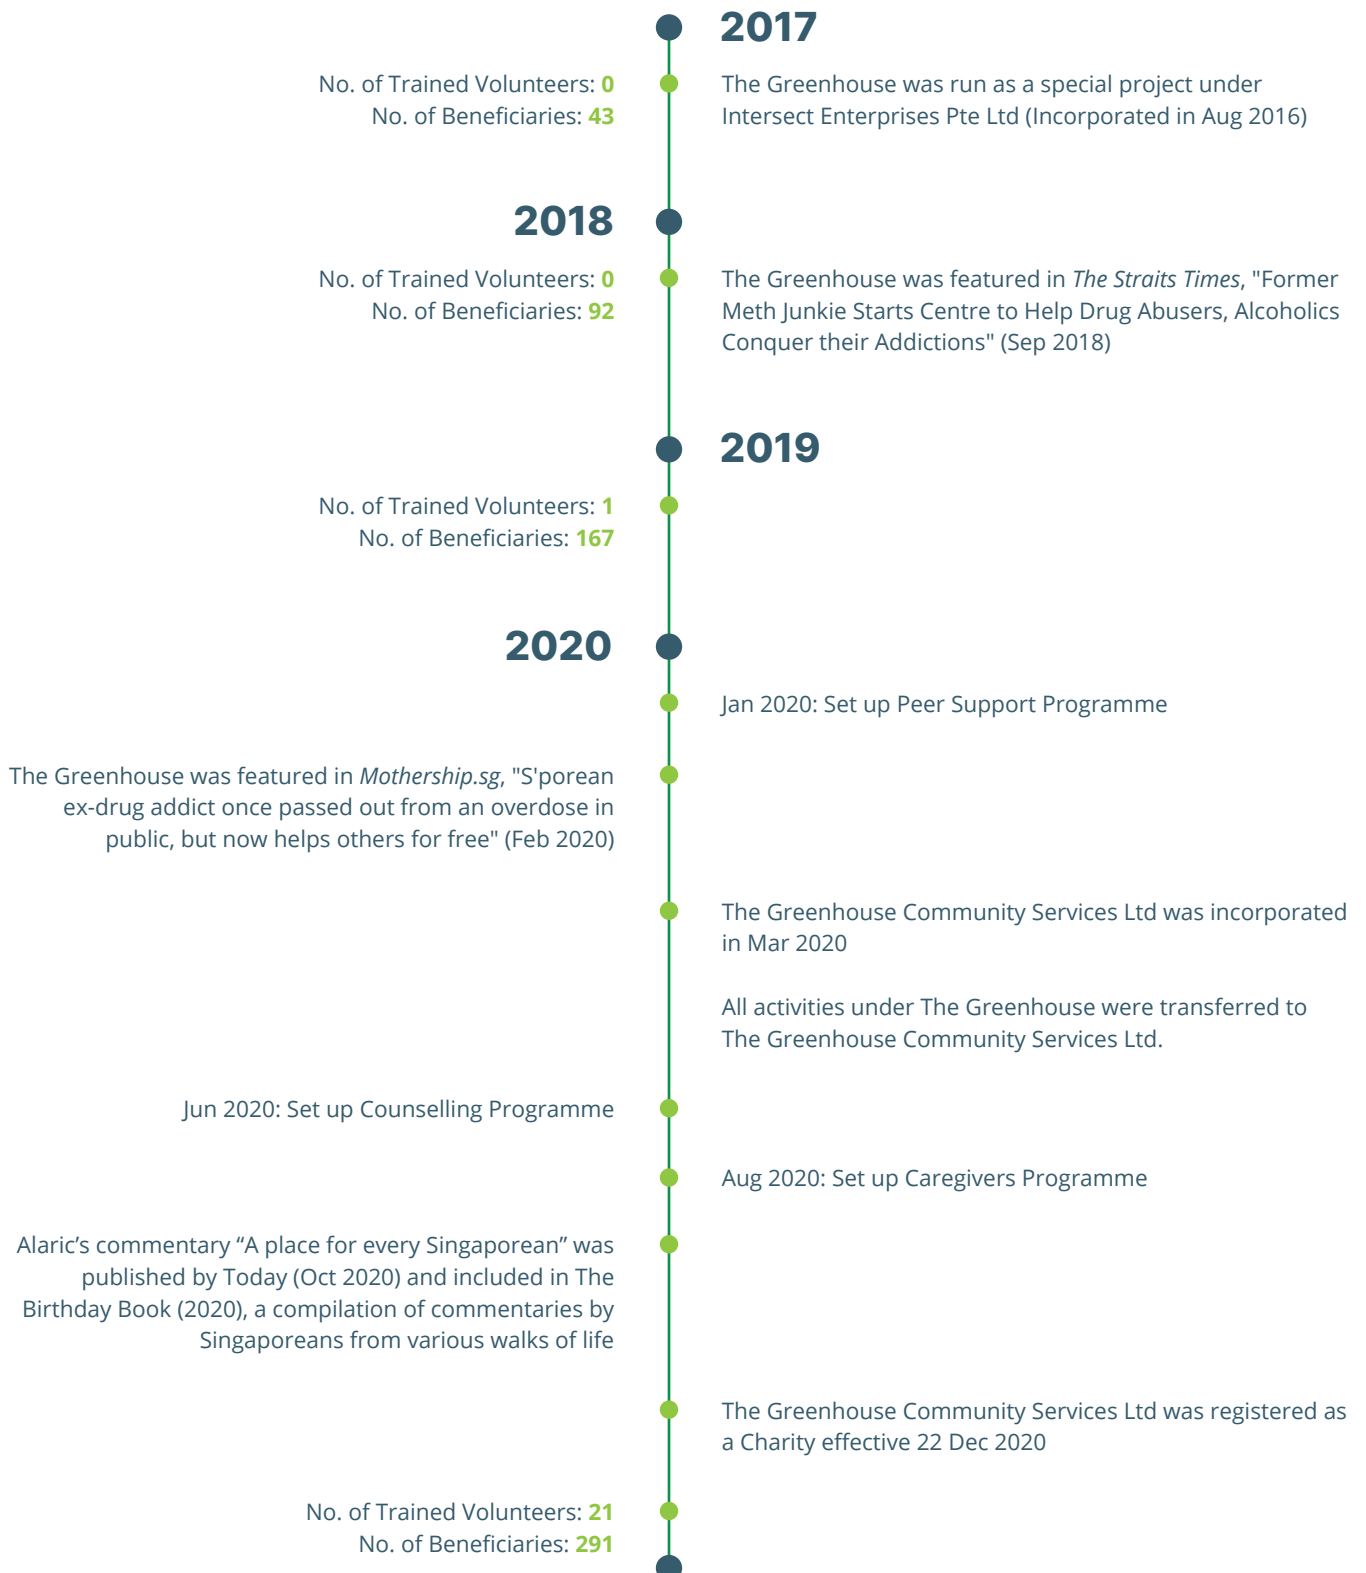 2017
No. of Trained Volunteers: 0
No. of Beneficiaries: 43
The Greenhouse was run as a special project under
Intersect Enterprises Pte Ltd (Incorporated in Aug 2016)
2018
No. of Trained Volunteers: 0
No. of Beneficiaries: 92
The Greenhouse was featured in The Straits Times, "Former
Meth Junkie Starts Centre to Help Drug Abusers, Alcoholics
Conquer their Addictions" (Sep 2018)
2019
No. of Trained Volunteers: 1
No. of Beneficiaries: 167
2020
Jan 2020: Set up Peer Support Programme
The Greenhouse was featured in Mothership.sg, "S'porean
ex-drug addict once passed out from an overdose in
public, but now helps others for free" (Feb 2020)
The Greenhouse Community Services Ltd was incorporated
in Mar 2020
All activities under The Greenhouse were transferred to
The Greenhouse Community Services Ltd.
Jun 2020: Set up Counselling Programme
Aug 2020: Set up Caregivers Programme
Alaric’s commentary “A place for every Singaporean” was
published by Today (Oct 2020) and included in The
Birthday Book (2020), a compilation of commentaries by
Singaporeans from various walks of life
The Greenhouse Community Services Ltd was registered as
a Charity effective 22 Dec 2020
No. of Trained Volunteers: 21
No. of Beneficiaries: 291